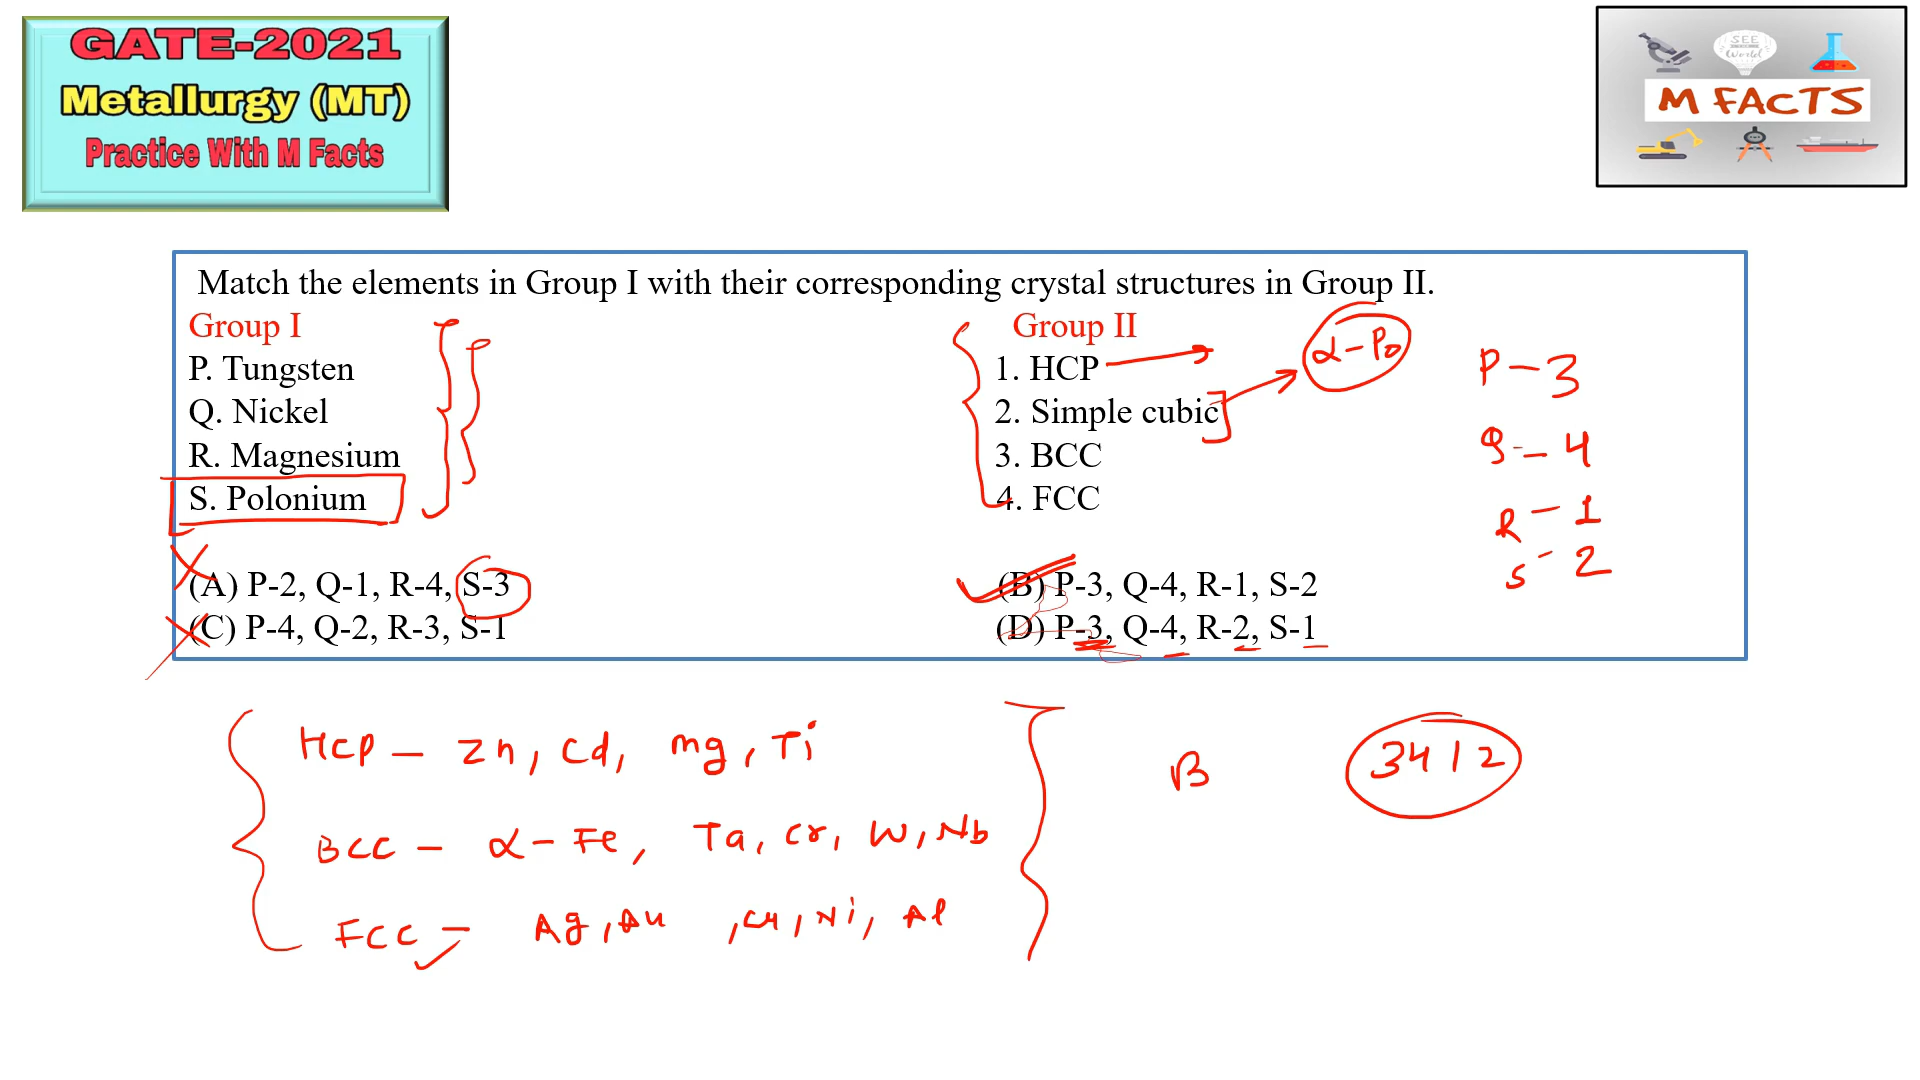 GATE-2021
Metallurgy (MT)
Practice With M Facts
SEE
World
M FACTS
Match the elements in Group I with their corresponding crystal structures in Group II.
Group I
Group II
P. Tungsten
1. HCP
Q. Nickel
2. Simple cubic
R. Magnesium
3. BCC
S. Polonium
4. FCC
α-Po
P - 3
Q - 4
R - 1
S - 2
(A) P-2, Q-1, R-4, S-3
(B) P-3, Q-4, R-1, S-2
(C) P-4, Q-2, R-3, S-1
(D) P-3, Q-4, R-2, S-1
HCP - Zn, Cd, mg, Ti
B
3412
BCC - α-Fe, Ta, Cr, W, Nb
FCC - Ag, Au, Cu, Ni, Al